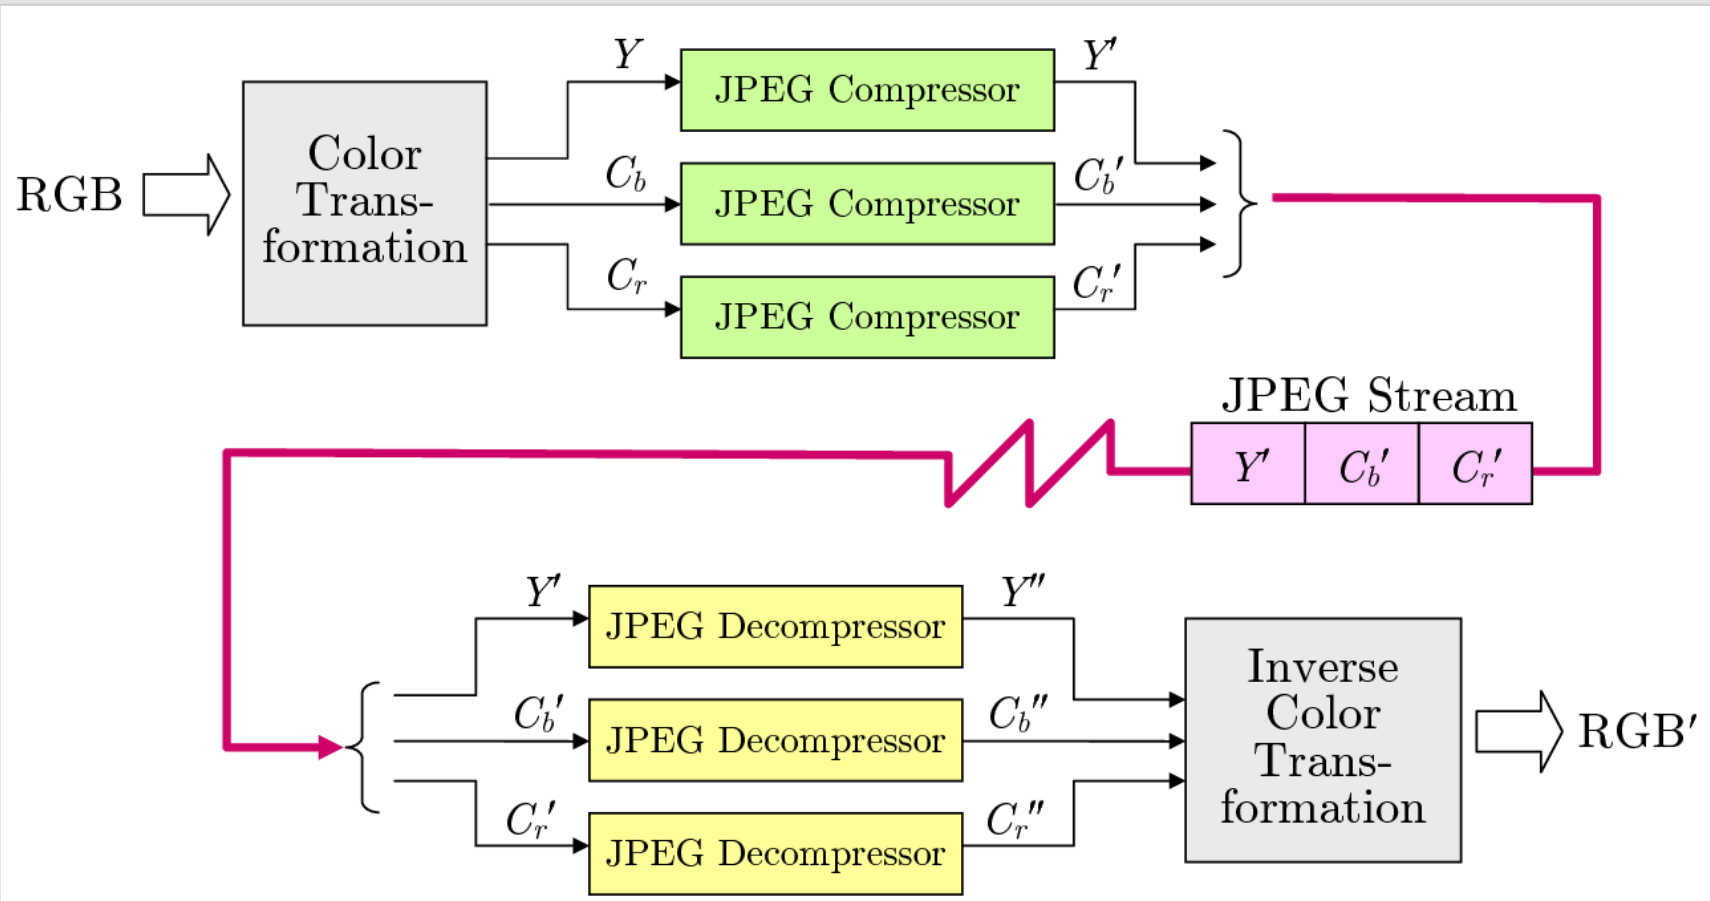 RGB
Color
Trans-
formation
Y
JPEG Compressor
Y′
C_b
JPEG Compressor
C_b′
C_r
JPEG Compressor
C_r′
JPEG Stream
Y′ C_b′ C_r′
Y′
JPEG Decompressor
Y″
C_b′
JPEG Decompressor
C_b″
C_r′
JPEG Decompressor
C_r″
Inverse
Color
Trans-
formation
RGB′